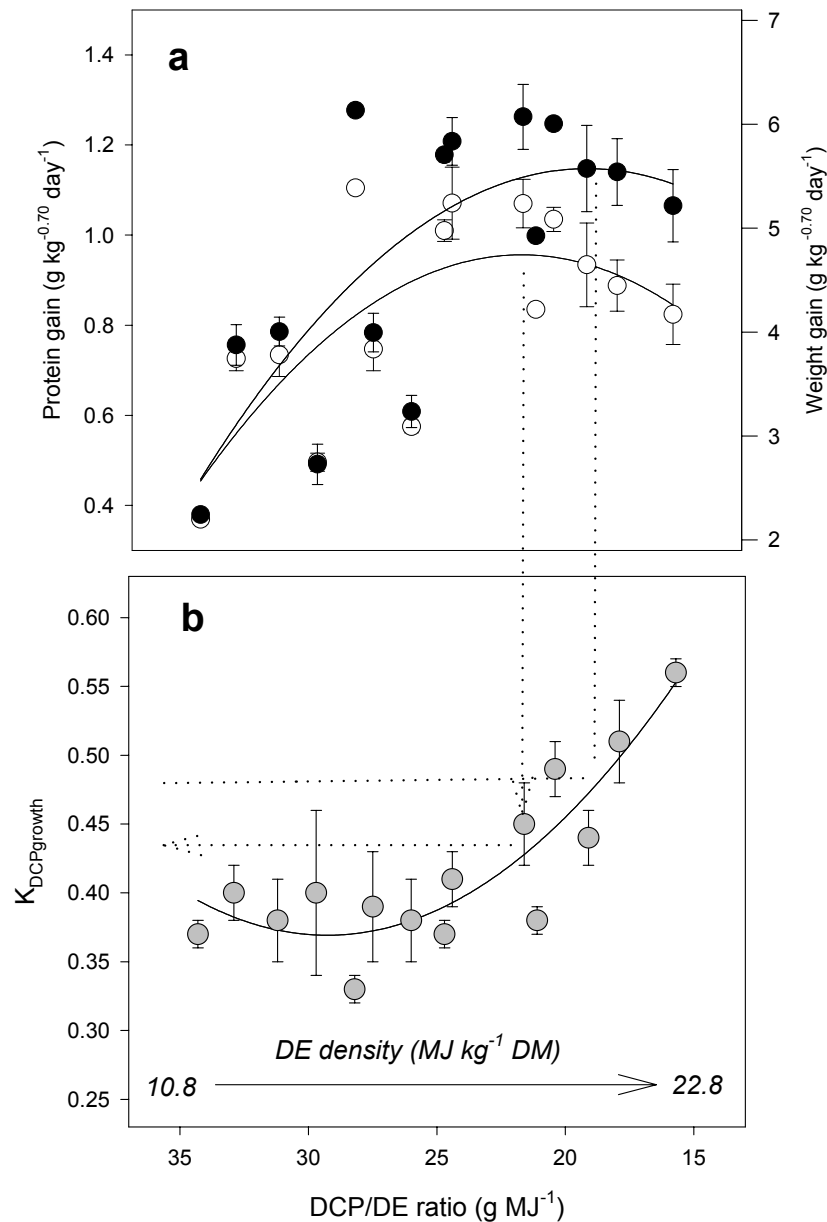 a
Protein gain (g kg-0.70 day-1)
Weight gain (g kg-0.70 day-1)
1.4
1.2
1.0
0.8
0.6
0.4
7
6
5
4
3
2
b
KDCPgrowth
0.60
0.55
0.50
0.45
0.40
0.35
0.30
0.25
DE density (MJ kg-1 DM)
10.8
22.8
35 30 25 20 15
DCP/DE ratio (g MJ-1)